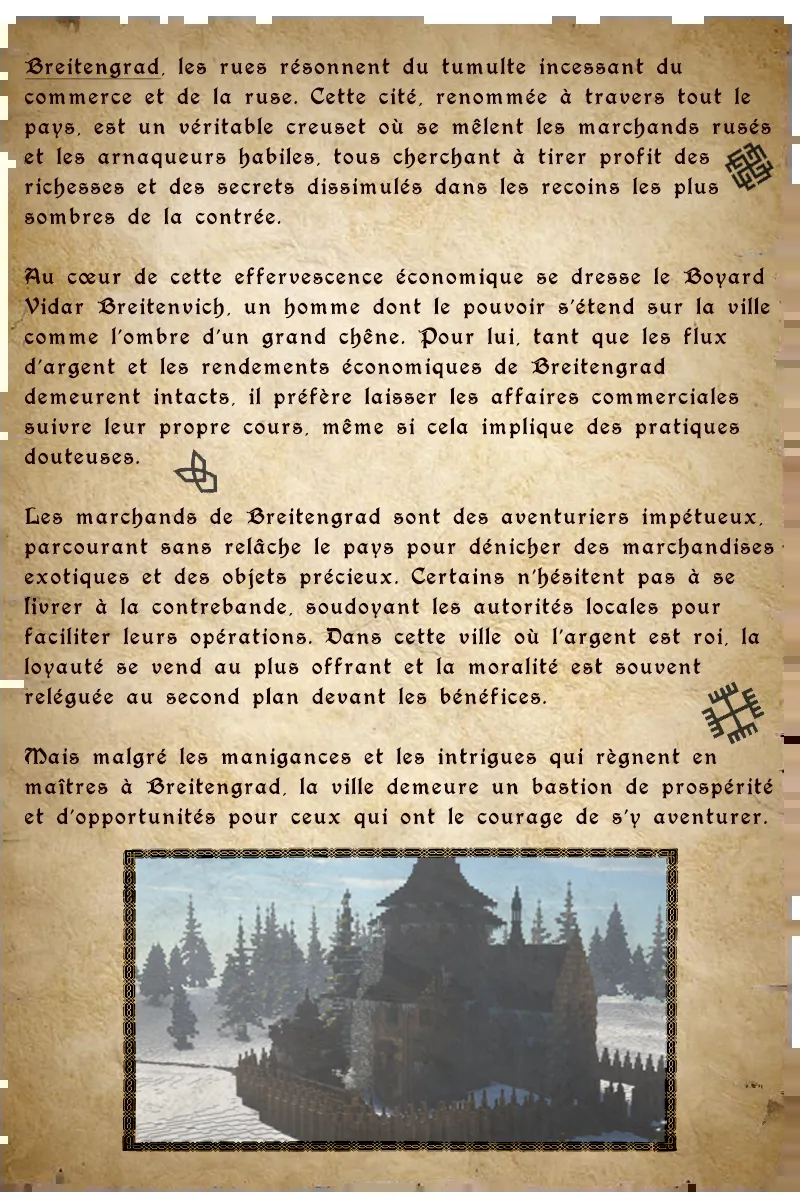 Breitengrad, les rues résonnent du tumulte incessant du
commerce et de la ruse. Cette cité, renommée à travers tout le
pays, est un véritable creuset où se mêlent les marchands rusés
et les arnaqueurs habiles, tous cherchant à tirer profit des
richesses et des secrets dissimulés dans les recoins les plus
sombres de la contrée.
Au cœur de cette effervescence économique se dresse le Boyard
Vidar Breitenvich, un homme dont le pouvoir s'étend sur la ville
comme l'ombre d'un grand chêne. Pour lui, tant que les flux
d'argent et les rendements économiques de Breitengrad
demeurent intacts, il préfère laisser les affaires commerciales
suivre leur propre cours, même si cela implique des pratiques
douteuses.
Les marchands de Breitengrad sont des aventuriers impétueux,
parcourant sans relâche le pays pour dénicher des marchandises
exotiques et des objets précieux. Certains n'hésitent pas à se
livrer à la contrebande, soudoyant les autorités locales pour
faciliter leurs opérations. Dans cette ville où l'argent est roi, la
loyauté se vend au plus offrant et la moralité est souvent
reléguée au second plan devant les bénéfices.
Mais malgré les manigances et les intrigues qui règnent en
maîtres à Breitengrad, la ville demeure un bastion de prospérité
et d'opportunités pour ceux qui ont le courage de s'y aventurer.